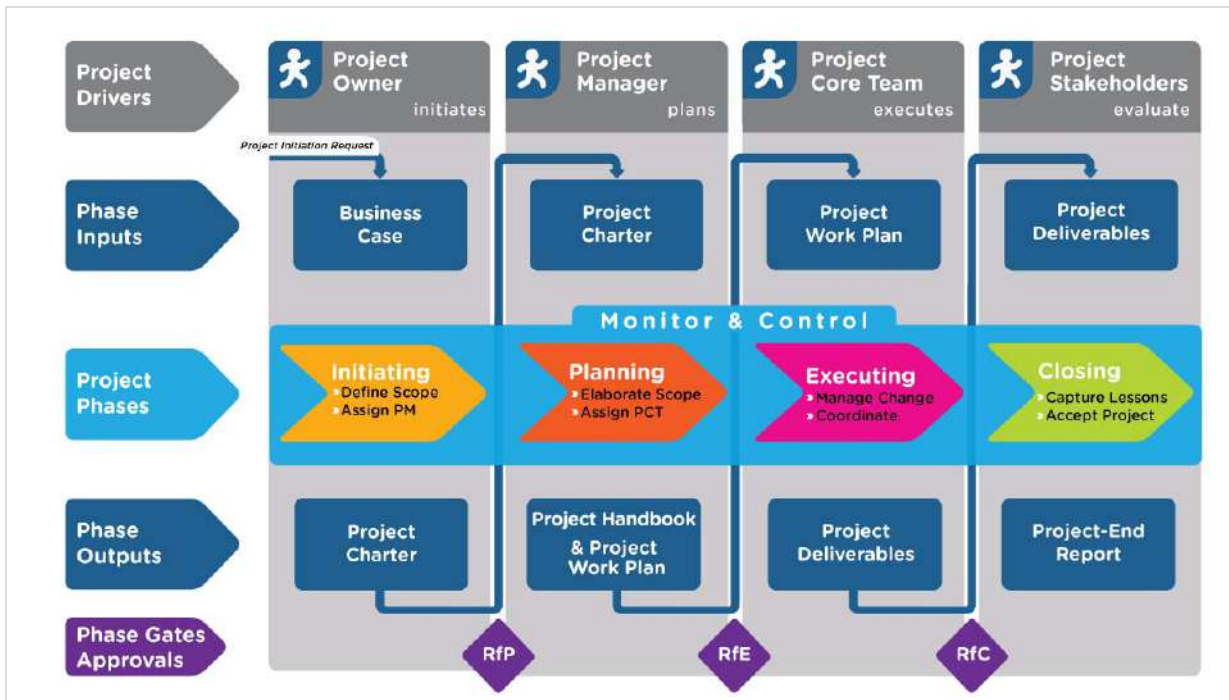 Project
Drivers
Project
Owner
initiates
Project
Manager
plans
Project
Core Team
executes
Project
Stakeholders
evaluate
Project Initiation Request
Phase
Inputs
Business
Case
Project
Charter
Project
Work Plan
Project
Deliverables
Monitor & Control
Project
Phases
Initiating
» Define Scope
» Assign PM
Planning
» Elaborate Scope
» Assign PCT
Executing
» Manage Change
» Coordinate
Closing
» Capture Lessons
» Accept Project
Phase
Outputs
Project
Charter
Project Handbook
& Project
Work Plan
Project
Deliverables
Project-End
Report
Phase Gates
Approvals
RfP
RfE
RfC